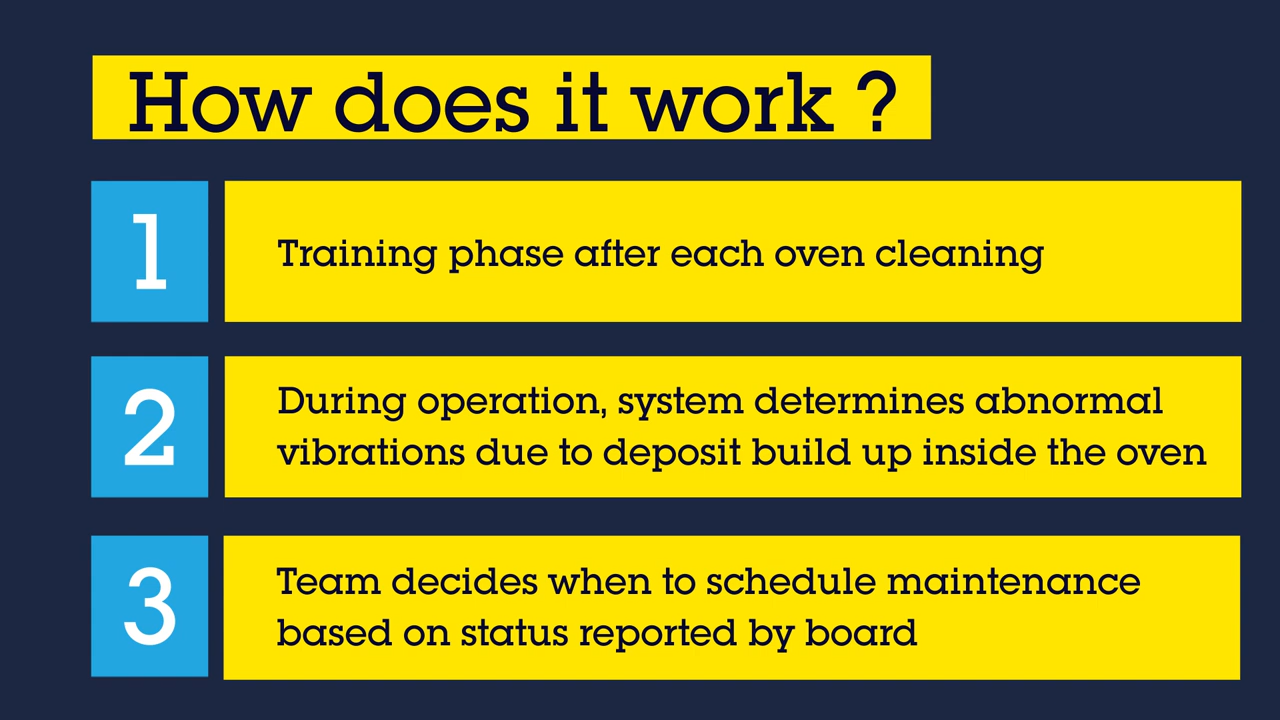 How does it work ?
1
Training phase after each oven cleaning
2
During operation, system determines abnormal
vibrations due to deposit build up inside the oven
3
Team decides when to schedule maintenance
based on status reported by board